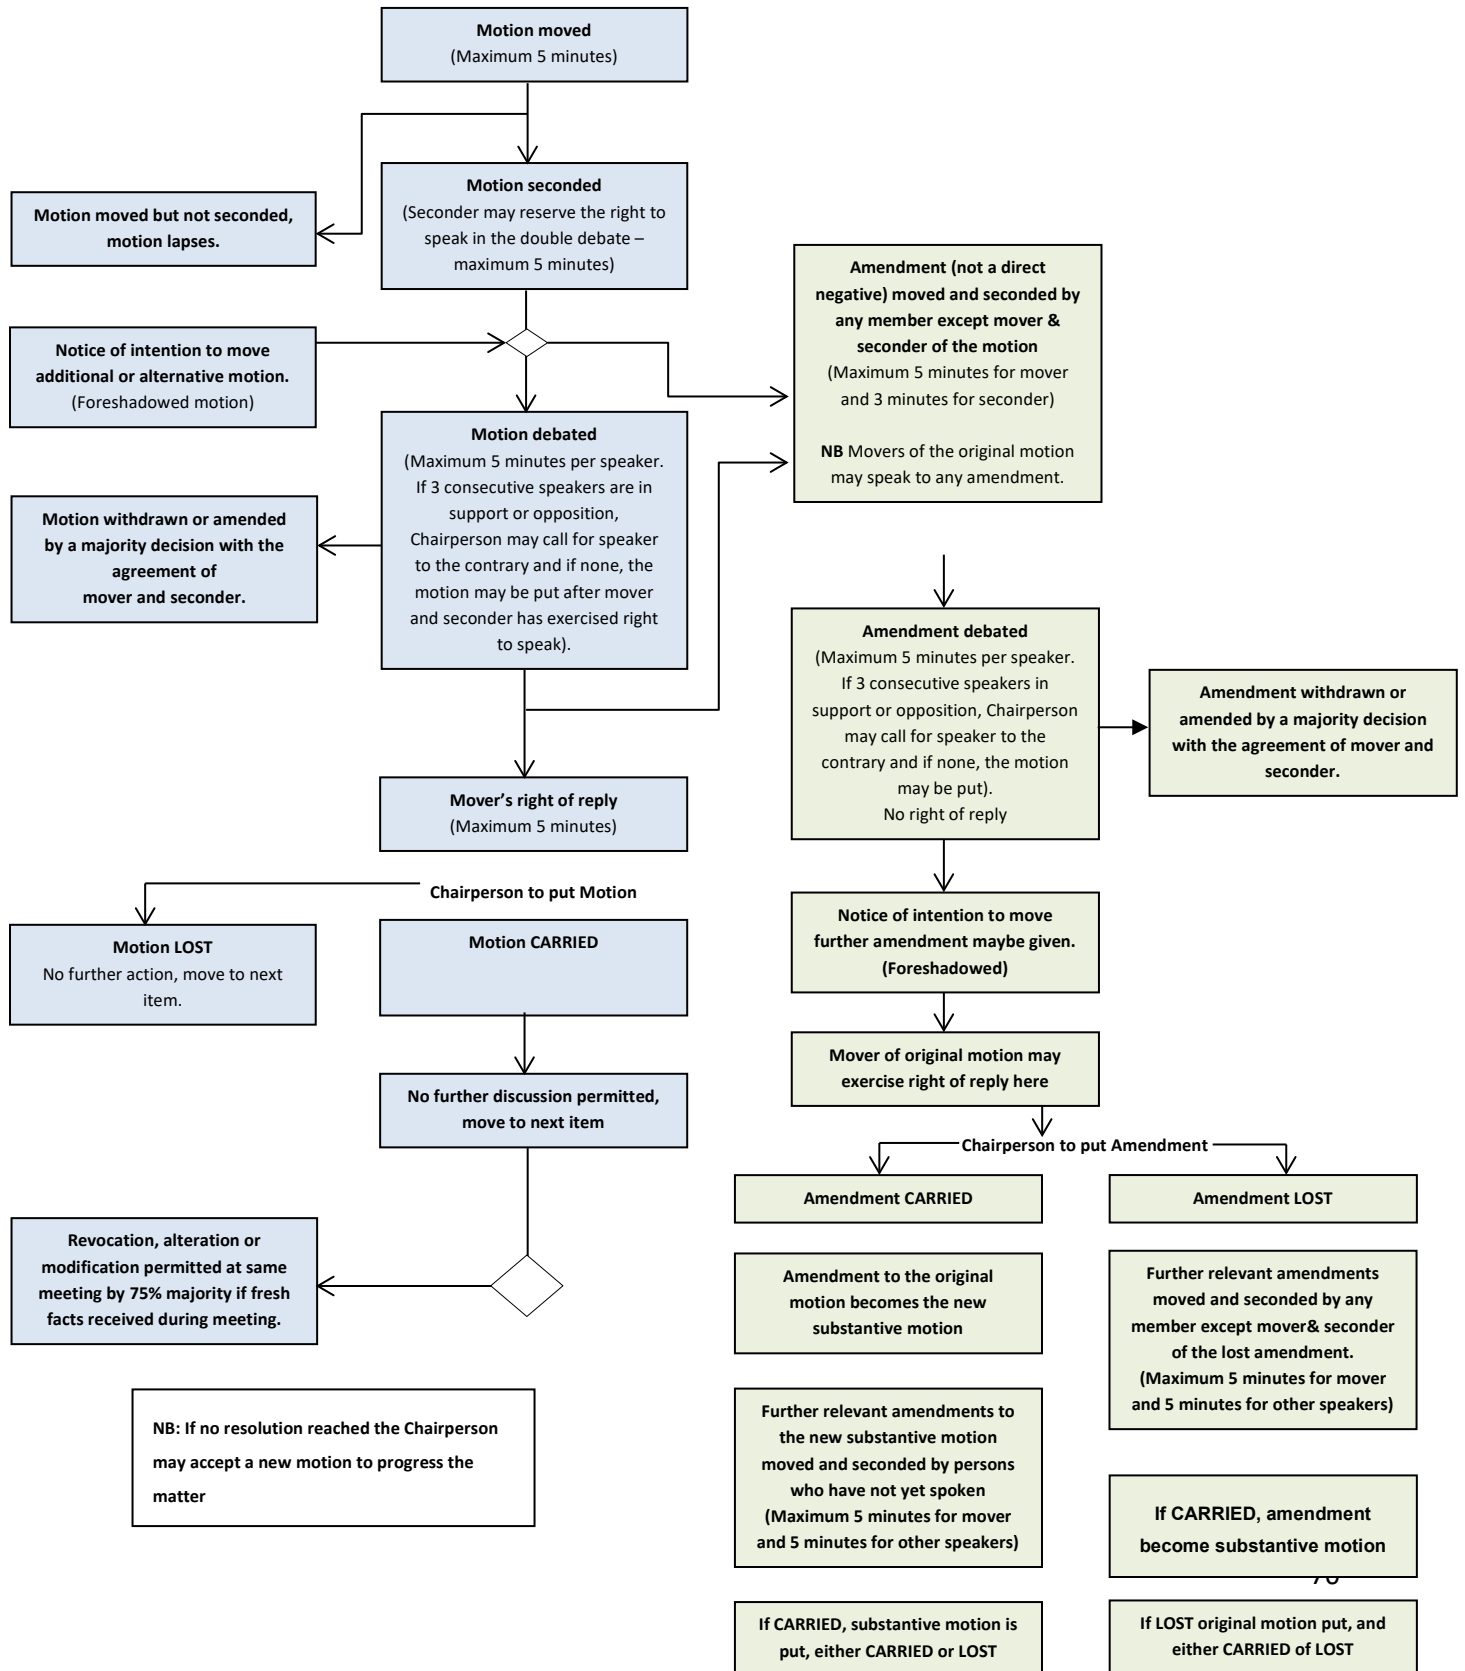 Motion moved
(Maximum 5 minutes)
Motion seconded
(Seconder may reserve the right to
speak in the double debate –
maximum 5 minutes)
Motion moved but not seconded,
motion lapses.
Notice of intention to move
additional or alternative motion.
(Foreshadowed motion)
Amendment (not a direct
negative) moved and seconded by
any member except mover &
seconder of the motion
(Maximum 5 minutes for mover
and 3 minutes for seconder)
NB Movers of the original motion
may speak to any amendment.
Motion debated
(Maximum 5 minutes per speaker.
If 3 consecutive speakers are in
support or opposition,
Chairperson may call for speaker
to the contrary and if none, the
motion may be put after mover
and seconder has exercised right
to speak).
Motion withdrawn or amended
by a majority decision with the
agreement of
mover and seconder.
Amendment debated
(Maximum 5 minutes per speaker.
If 3 consecutive speakers in
support or opposition, Chairperson
may call for speaker to the
contrary and if none, the motion
may be put).
No right of reply
Amendment withdrawn or
amended by a majority decision
with the agreement of mover and
seconder.
Mover’s right of reply
(Maximum 5 minutes)
Chairperson to put Motion
Motion LOST
No further action, move to next
item.
Motion CARRIED
Notice of intention to move
further amendment maybe given.
(Foreshadowed)
Mover of original motion may
exercise right of reply here
No further discussion permitted,
move to next item
Chairperson to put Amendment
Amendment CARRIED
Amendment LOST
Revocation, alteration or
modification permitted at same
meeting by 75% majority if fresh
facts received during meeting.
Amendment to the original
motion becomes the new
substantive motion
Further relevant amendments
moved and seconded by any
member except mover& seconder
of the lost amendment.
(Maximum 5 minutes for mover
and 5 minutes for other speakers)
NB: If no resolution reached the Chairperson
may accept a new motion to progress the
matter
Further relevant amendments to
the new substantive motion
moved and seconded by persons
who have not yet spoken
(Maximum 5 minutes for mover
and 5 minutes for other speakers)
If CARRIED, amendment
become substantive motion
If CARRIED, substantive motion is
put, either CARRIED or LOST
If LOST original motion put, and
either CARRIED of LOST